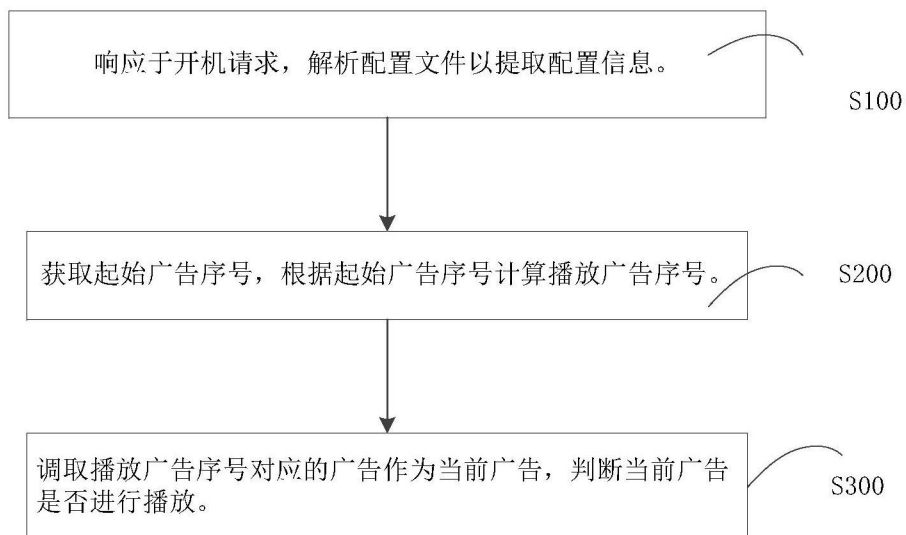 响应于开机请求，解析配置文件以提取配置信息。
S100
获取起始广告序号，根据起始广告序号计算播放广告序号。
S200
调取播放广告序号对应的广告作为当前广告，判断当前广告
是否进行播放。
S300